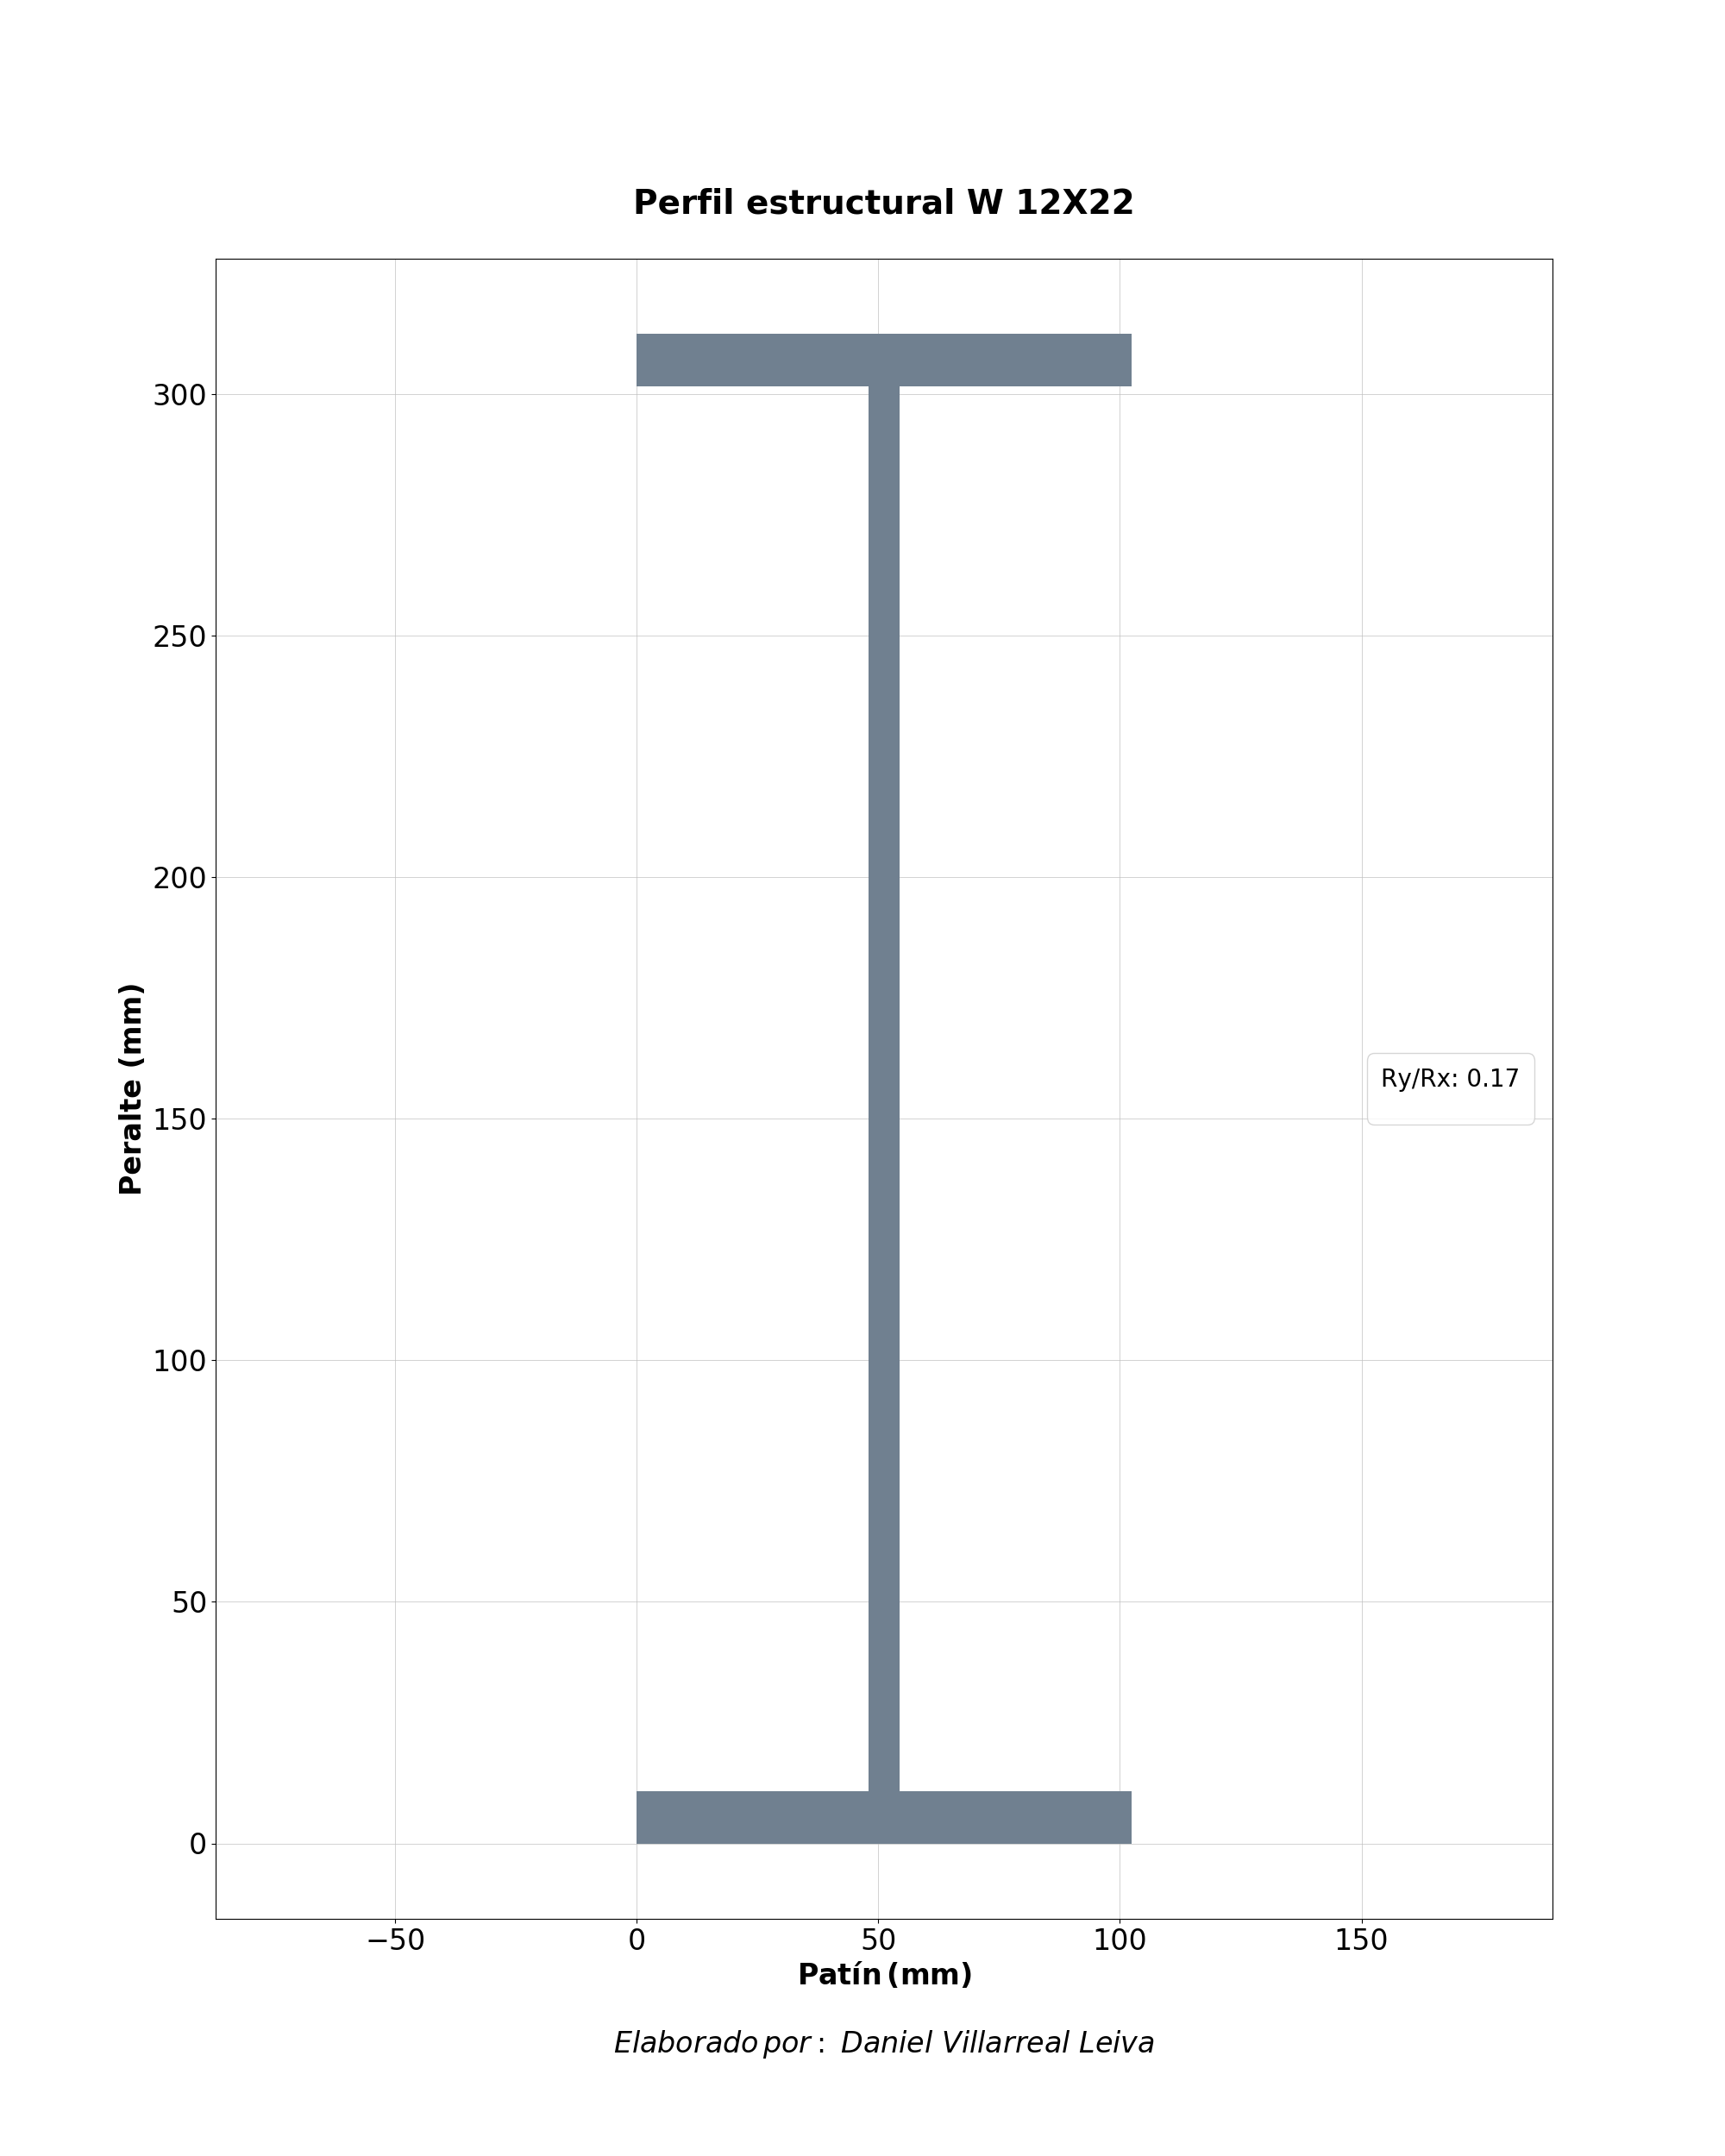 Perfil estructural W 12X22
Peralte (mm)
300
250
200
150
100
50
0
Ry/Rx: 0.17
−50
0
50
100
150
Patín (mm)
Elaborado por : Daniel Villarreal Leiva